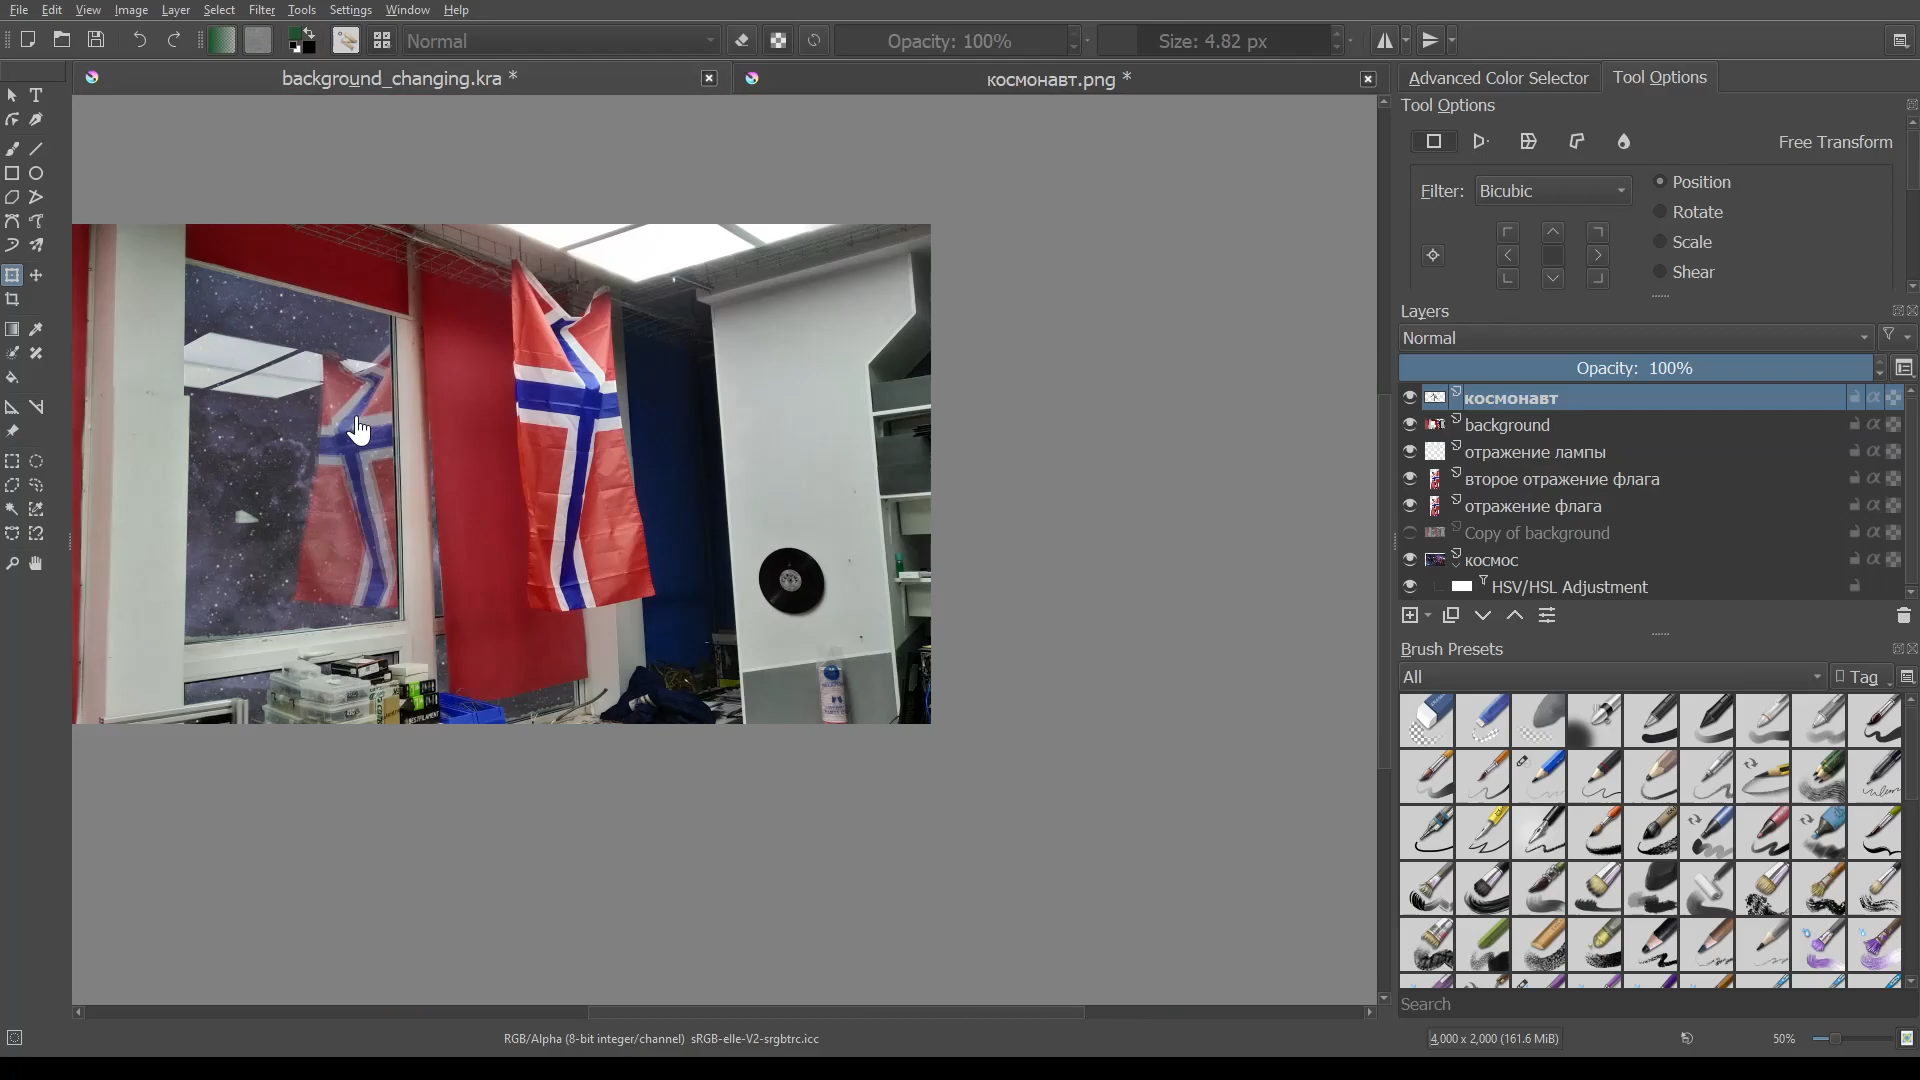 File Edit View Image Layer Select Filter Tools Settings Window Help
Normal
Opacity: 100%
Size: 4.82 px
background_changing.kra *
космонавт.png *
Advanced Color Selector
Tool Options
Tool Options
Free Transform
Filter:
Bicubic
Position
Rotate
Scale
Shear
Layers
Normal
Opacity: 100%
космонавт
background
отражение лампы
второе отражение флага
отражение флага
Copy of background
космос
HSV/HSL Adjustment
Brush Presets
All
Tag
Search
RGB/Alpha (8-bit integer/channel) sRGB-elle-V2-srgbtrc.icc
4,000 x 2,000 (161.6 MiB)
50%